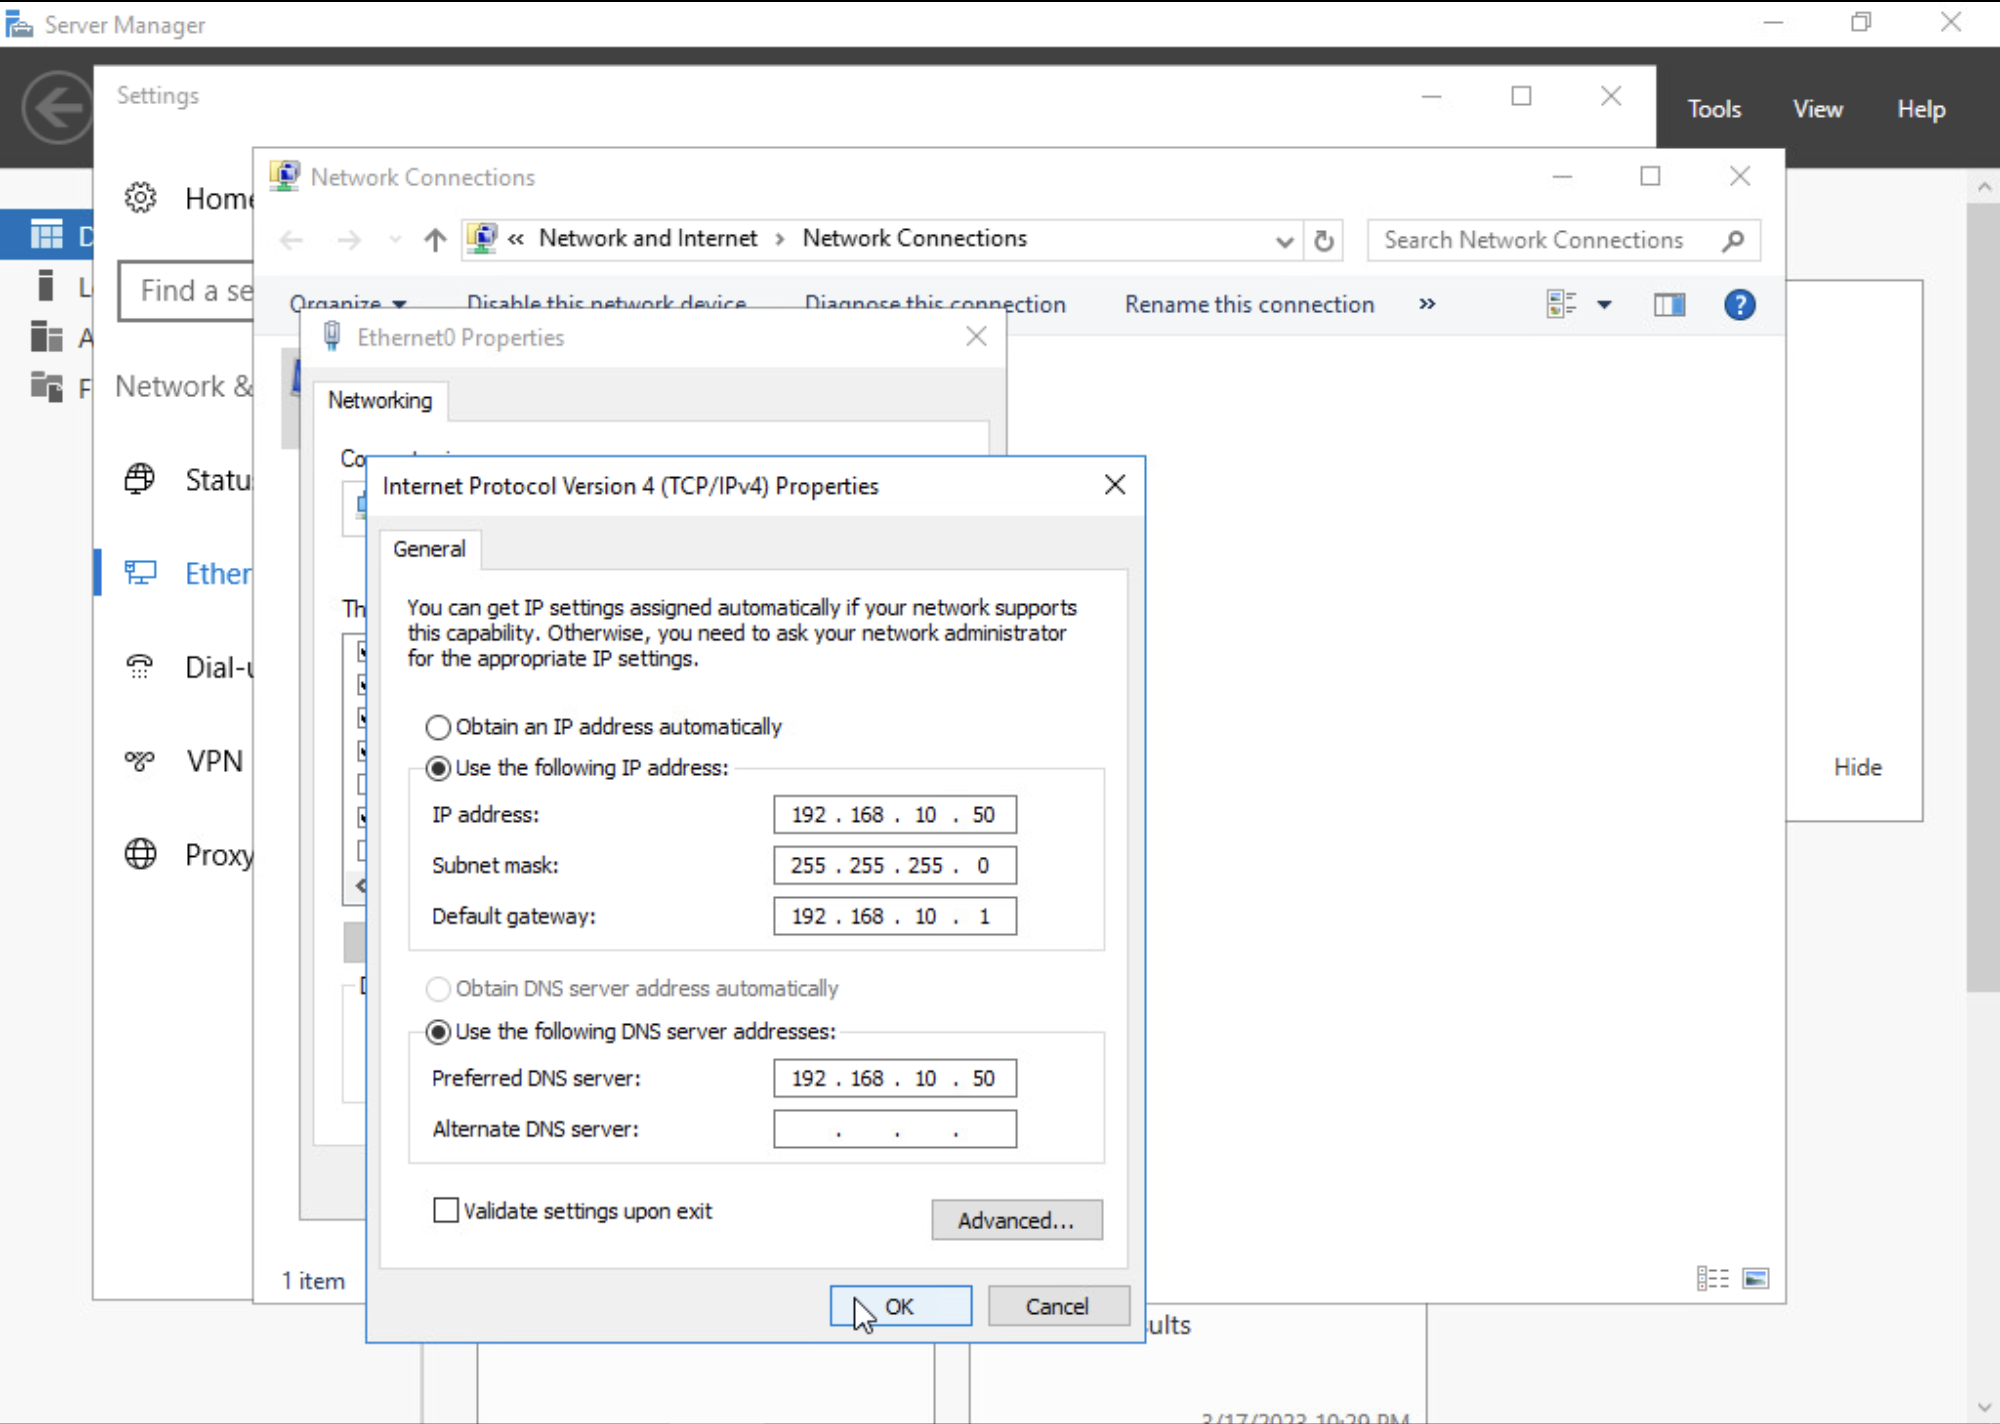 Server Manager
Tools View Help
Settings
Home
Find a se
Network &
Statu
Ether
Dial-u
VPN
Proxy
Network Connections
« Network and Internet › Network Connections
Search Network Connections
Organize Disable this network device Diagnose this connection Rename this connection »
Ethernet0 Properties
Networking
Internet Protocol Version 4 (TCP/IPv4) Properties
General
You can get IP settings assigned automatically if your network supports
this capability. Otherwise, you need to ask your network administrator
for the appropriate IP settings.
Obtain an IP address automatically
Use the following IP address:
IP address: 192 . 168 . 10 . 50
Subnet mask: 255 . 255 . 255 . 0
Default gateway: 192 . 168 . 10 . 1
Obtain DNS server address automatically
Use the following DNS server addresses:
Preferred DNS server: 192 . 168 . 10 . 50
Alternate DNS server: . . .
Validate settings upon exit
Advanced...
OK Cancel
1 item
Hide
ults
3/17/2023 10:29 PM